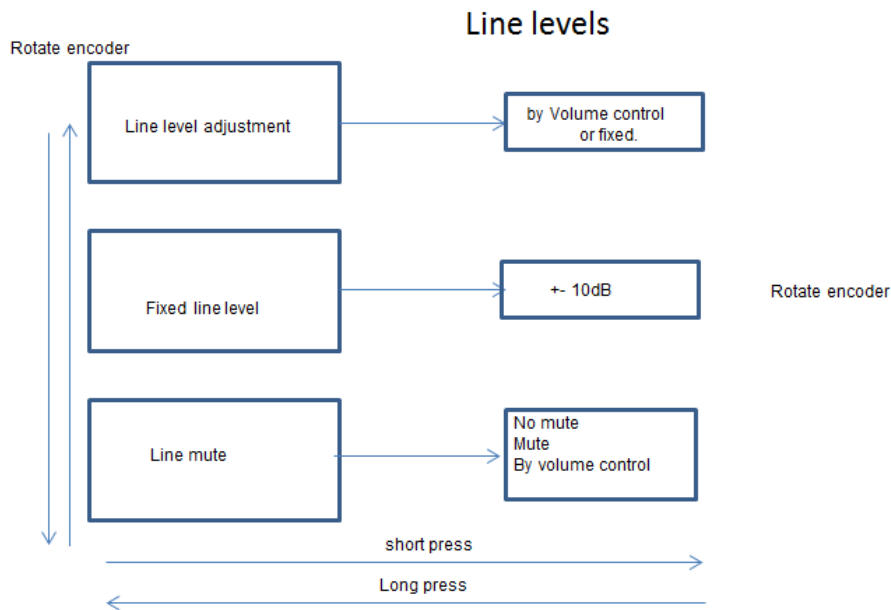 Line levels
Rotate encoder
Line level adjustment
by Volume control
or fixed.
Fixed line level
+- 10dB
Rotate encoder
Line mute
No mute
Mute
By volume control
short press
Long press